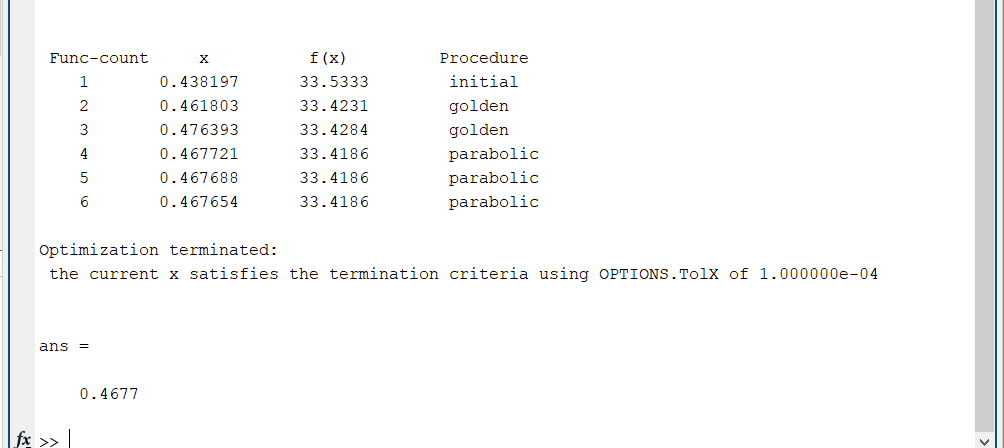 Func-count x f(x) Procedure
1 0.438197 33.5333 initial
2 0.461803 33.4231 golden
3 0.476393 33.4284 golden
4 0.467721 33.4186 parabolic
5 0.467688 33.4186 parabolic
6 0.467654 33.4186 parabolic
Optimization terminated:
the current x satisfies the termination criteria using OPTIONS.TolX of 1.000000e-04
ans =
0.4677
fx >>